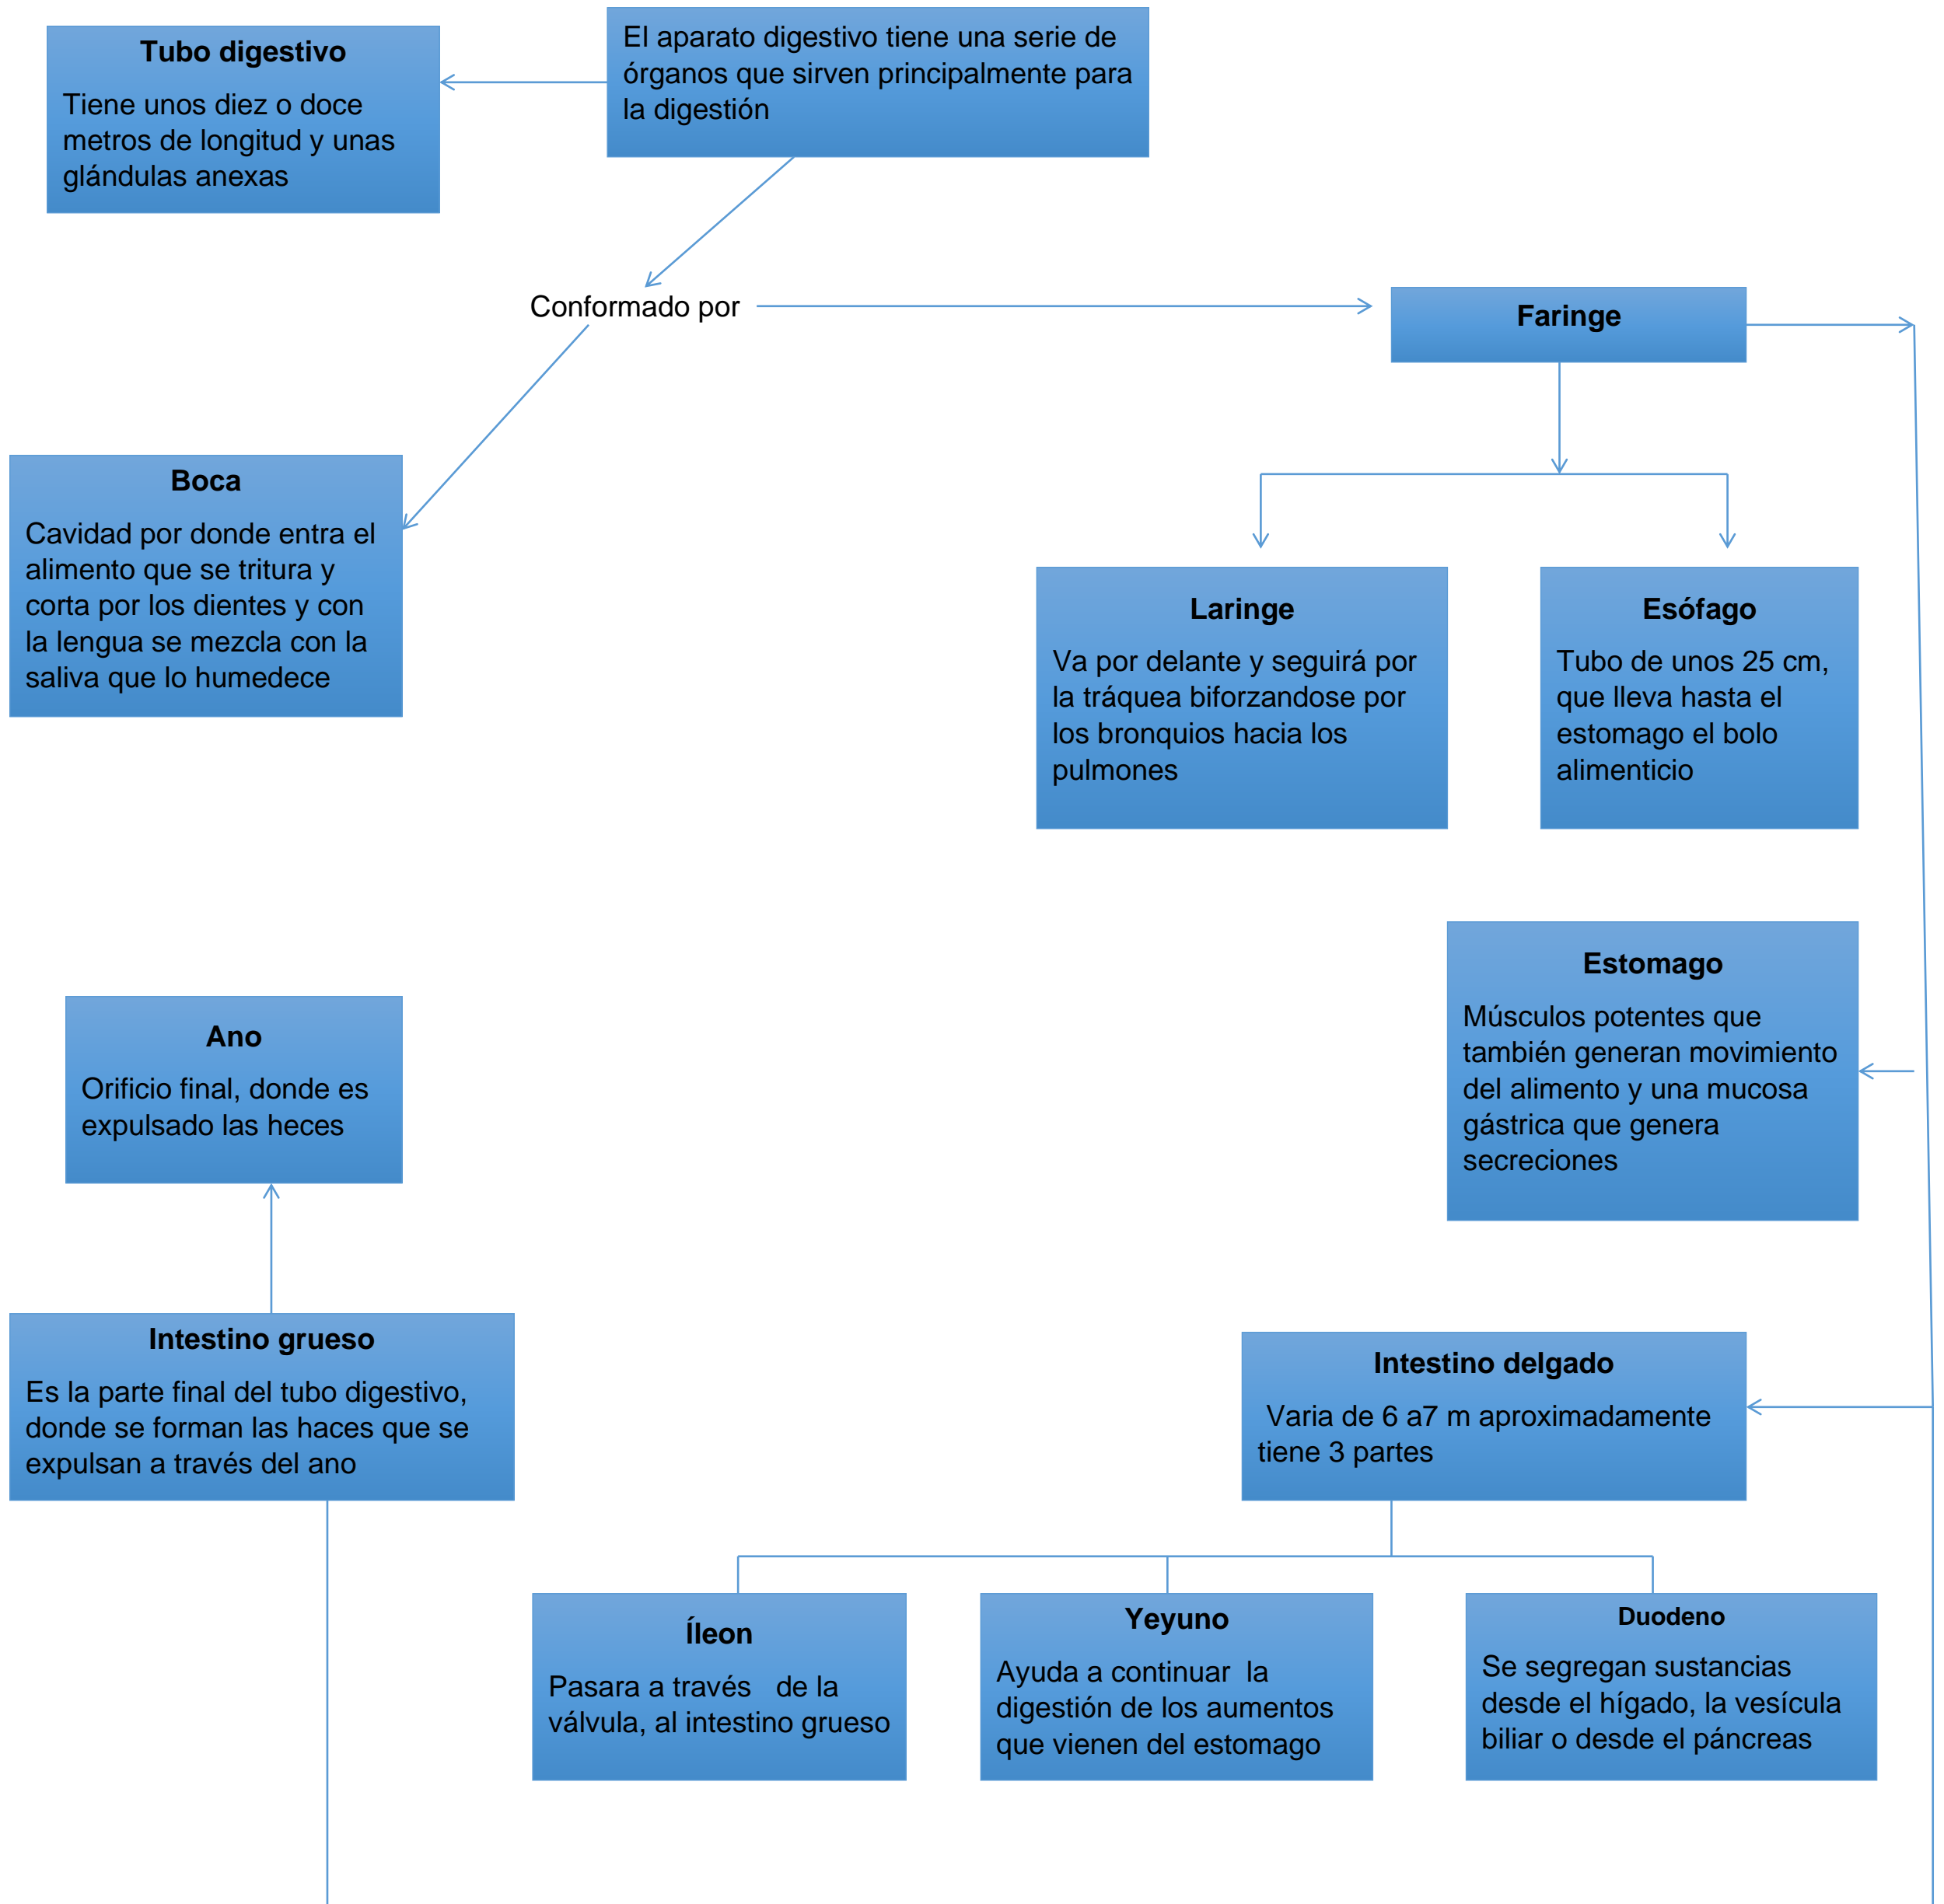 Tubo digestivo
Tiene unos diez o doce
metros de longitud y unas
glándulas anexas
El aparato digestivo tiene una serie de
órganos que sirven principalmente para
la digestión
Conformado por
Faringe
Boca
Cavidad por donde entra el
alimento que se tritura y
corta por los dientes y con
la lengua se mezcla con la
saliva que lo humedece
Laringe
Va por delante y seguirá por
la tráquea biforzandose por
los bronquios hacia los
pulmones
Esófago
Tubo de unos 25 cm,
que lleva hasta el
estomago el bolo
alimenticio
Estomago
Músculos potentes que
también generan movimiento
del alimento y una mucosa
gástrica que genera
secreciones
Ano
Orificio final, donde es
expulsado las heces
Intestino grueso
Es la parte final del tubo digestivo,
donde se forman las haces que se
expulsan a través del ano
Intestino delgado
Varia de 6 a7 m aproximadamente
tiene 3 partes
Íleon
Pasara a través   de la
válvula, al intestino grueso
Yeyuno
Ayuda a continuar  la
digestión de los aumentos
que vienen del estomago
Duodeno
Se segregan sustancias
desde el hígado, la vesícula
biliar o desde el páncreas